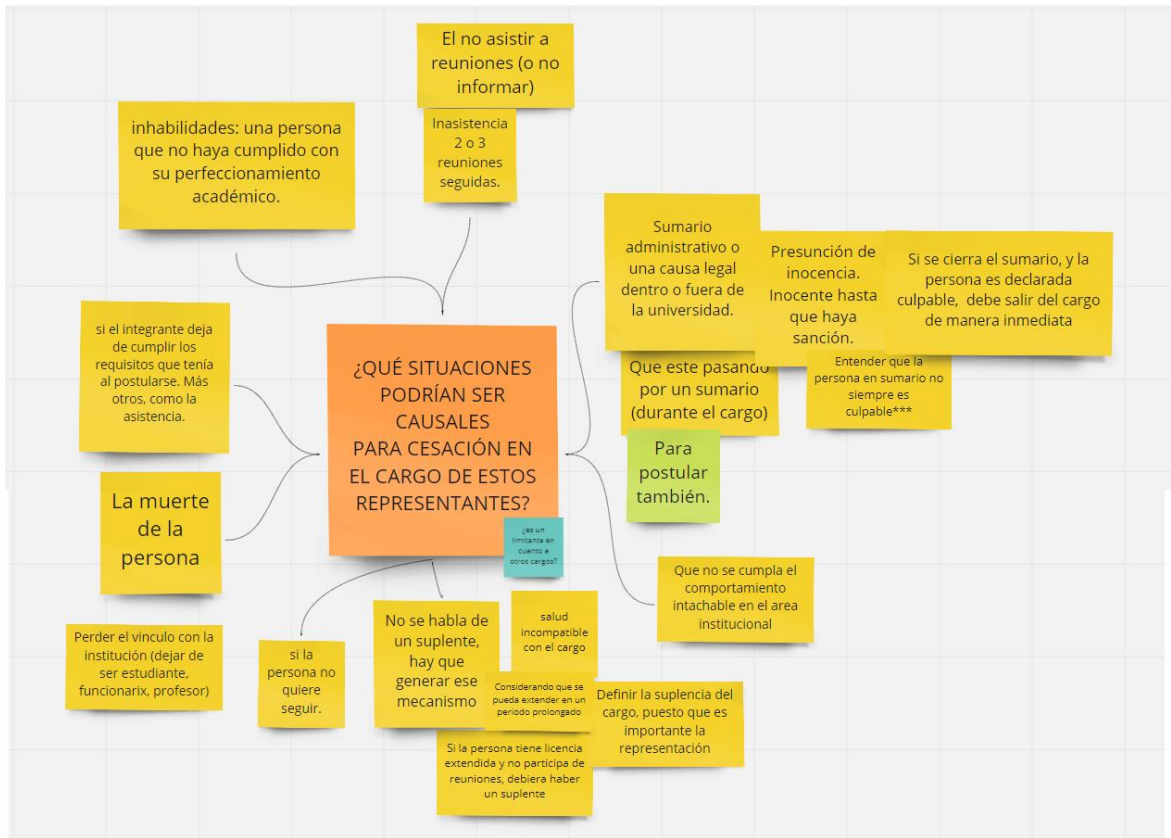 El no asistir a
reuniones (o no
informar)
Inasistencia
2 o 3
reuniones
seguidas.
inhabilidades: una persona
que no haya cumplido con
su perfeccionamiento
académico.
Sumario
administrativo o
una causa legal
dentro o fuera de
la universidad.
Presunción de
inocencia.
Inocente hasta
que haya
sanción.
Si se cierra el sumario, y la
persona es declarada
culpable, debe salir del cargo
de manera inmediata
Que este pasando
por un sumario
(durante el cargo)
Entender que la
persona en sumario no
siempre es
culpable***
Para
postular
también.
si el integrante deja
de cumplir los
requisitos que tenía
al postularse. Más
otros, como la
asistencia.
¿QUÉ SITUACIONES
PODRÍAN SER
CAUSALES
PARA CESACIÓN EN
EL CARGO DE ESTOS
REPRESENTANTES?
¿es un
limitante en
cuanto a
otros cargos?
La muerte
de la
persona
Que no se cumpla el
comportamiento
intachable en el area
institucional
Perder el vinculo con la
institución (dejar de
ser estudiante,
funcionarix, profesor)
si la
persona no
quiere
seguir.
No se habla de
un suplente,
hay que
generar ese
mecanismo
salud
incompatible
con el cargo
Considerando que se
pueda extender en un
periodo prolongado
Definir la suplencia del
cargo, puesto que es
importante la
representación
Si la persona tiene licencia
extendida y no participa de
reuniones, debiera haber
un suplente